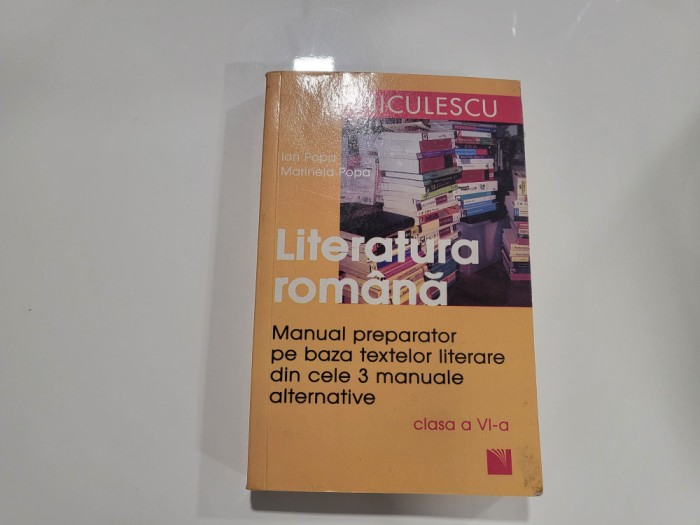 NICULESCU
Ion Popa
Marinela Popa
Literatura
română
Manual preparator
pe baza textelor literare
din cele 3 manuale
alternative
clasa a VI-a